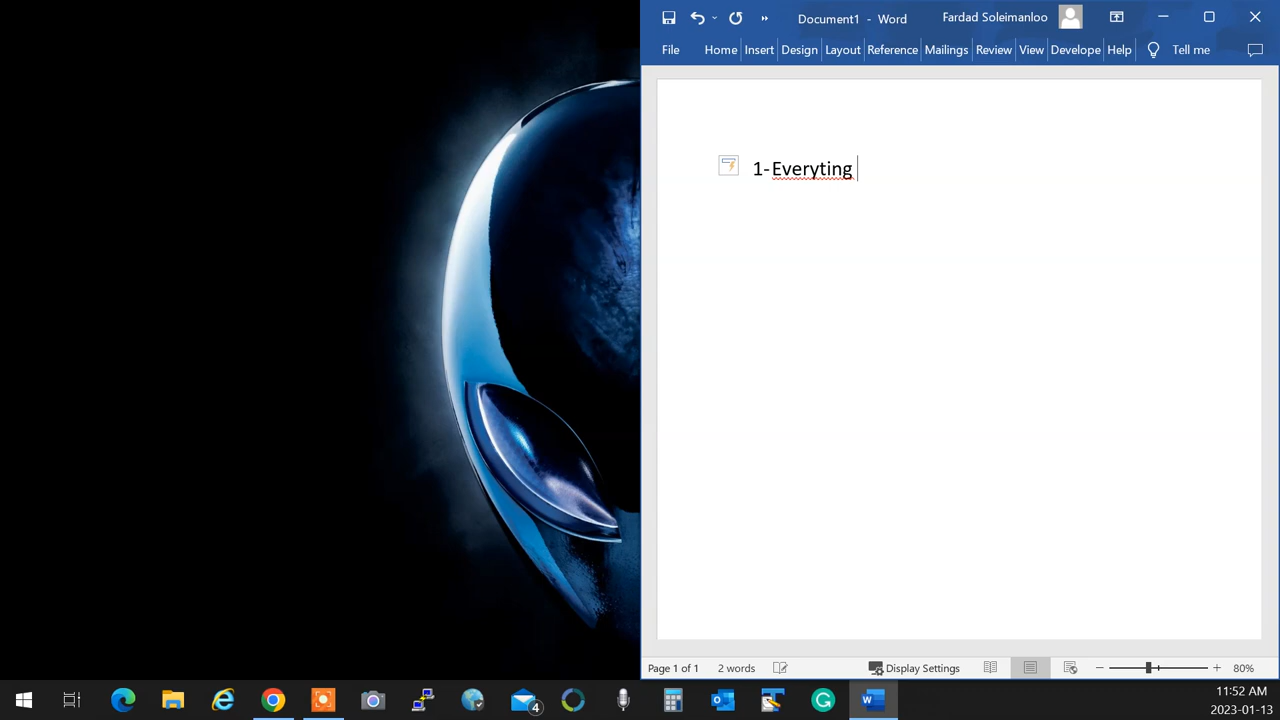 Document1 - Word
Fardad Soleimanloo
File Home Insert Design Layout Reference Mailings Review View Develope Help Tell me
1-Everyting
Page 1 of 1 2 words Display Settings 80%
4
11:52 AM
2023-01-13